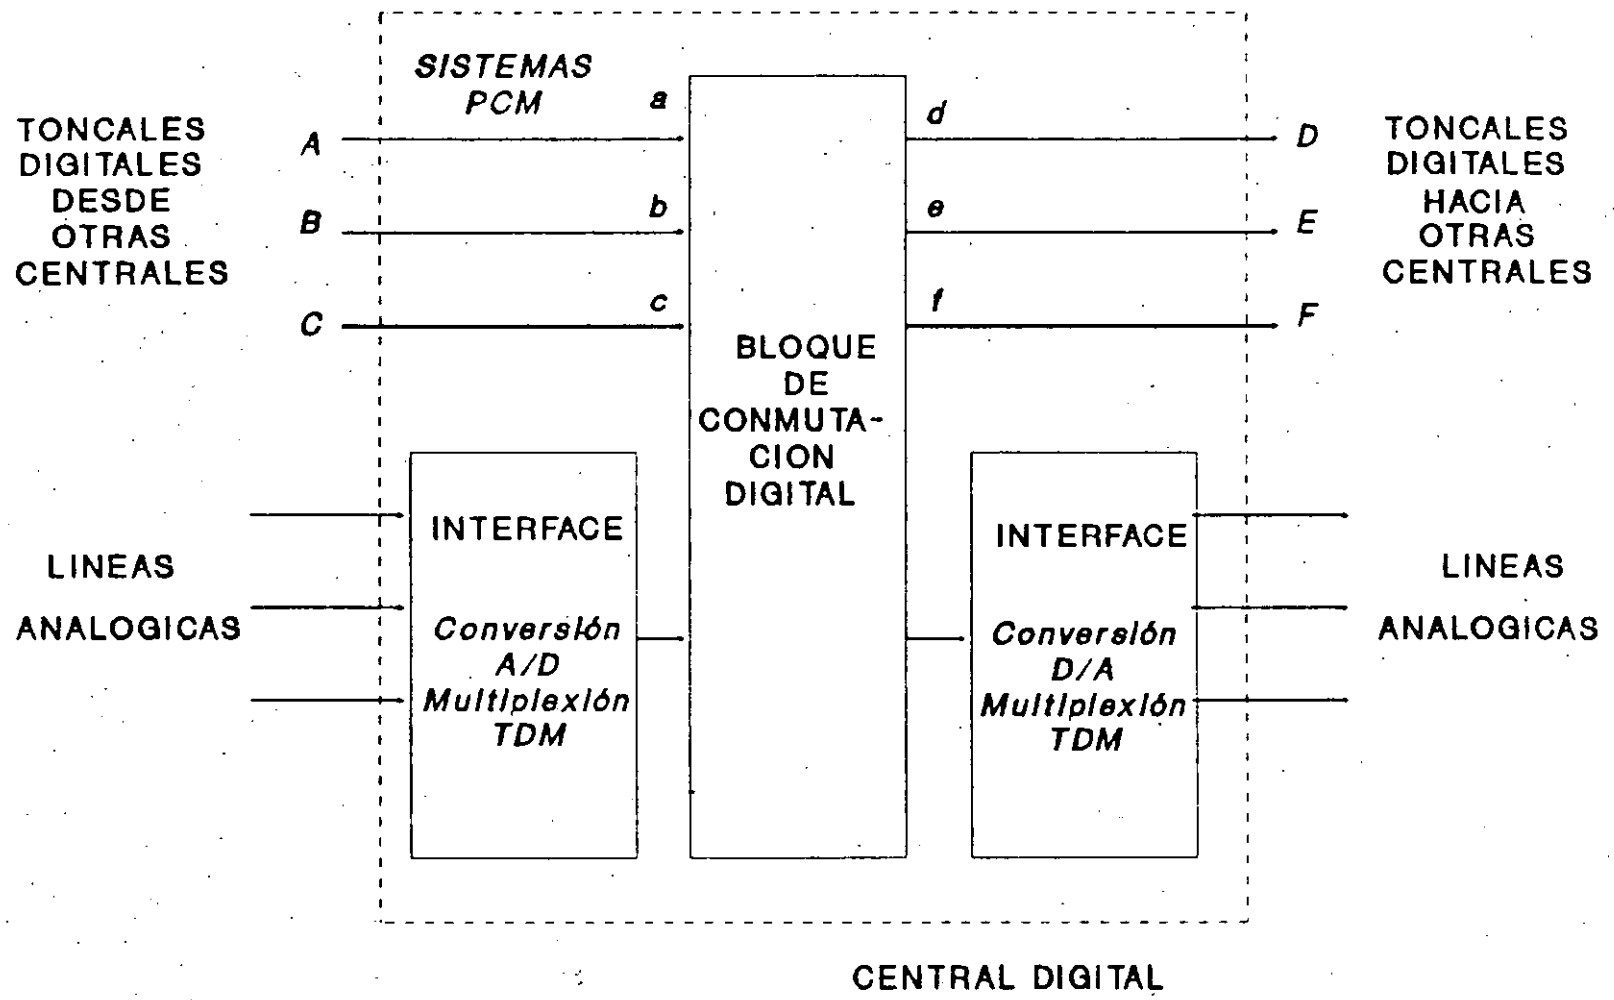 SISTEMAS
PCM
TONCALES
DIGITALES
DESDE
OTRAS
CENTRALES
A
B
C
a
b
c
d
e
f
D
E
F
TONCALES
DIGITALES
HACIA
OTRAS
CENTRALES
BLOQUE
DE
CONMUTA-
CION
DIGITAL
LINEAS
ANALOGICAS
INTERFACE
Conversión
A/D
Multiplexión
TDM
INTERFACE
Conversión
D/A
Multiplexión
TDM
LINEAS
ANALOGICAS
CENTRAL DIGITAL